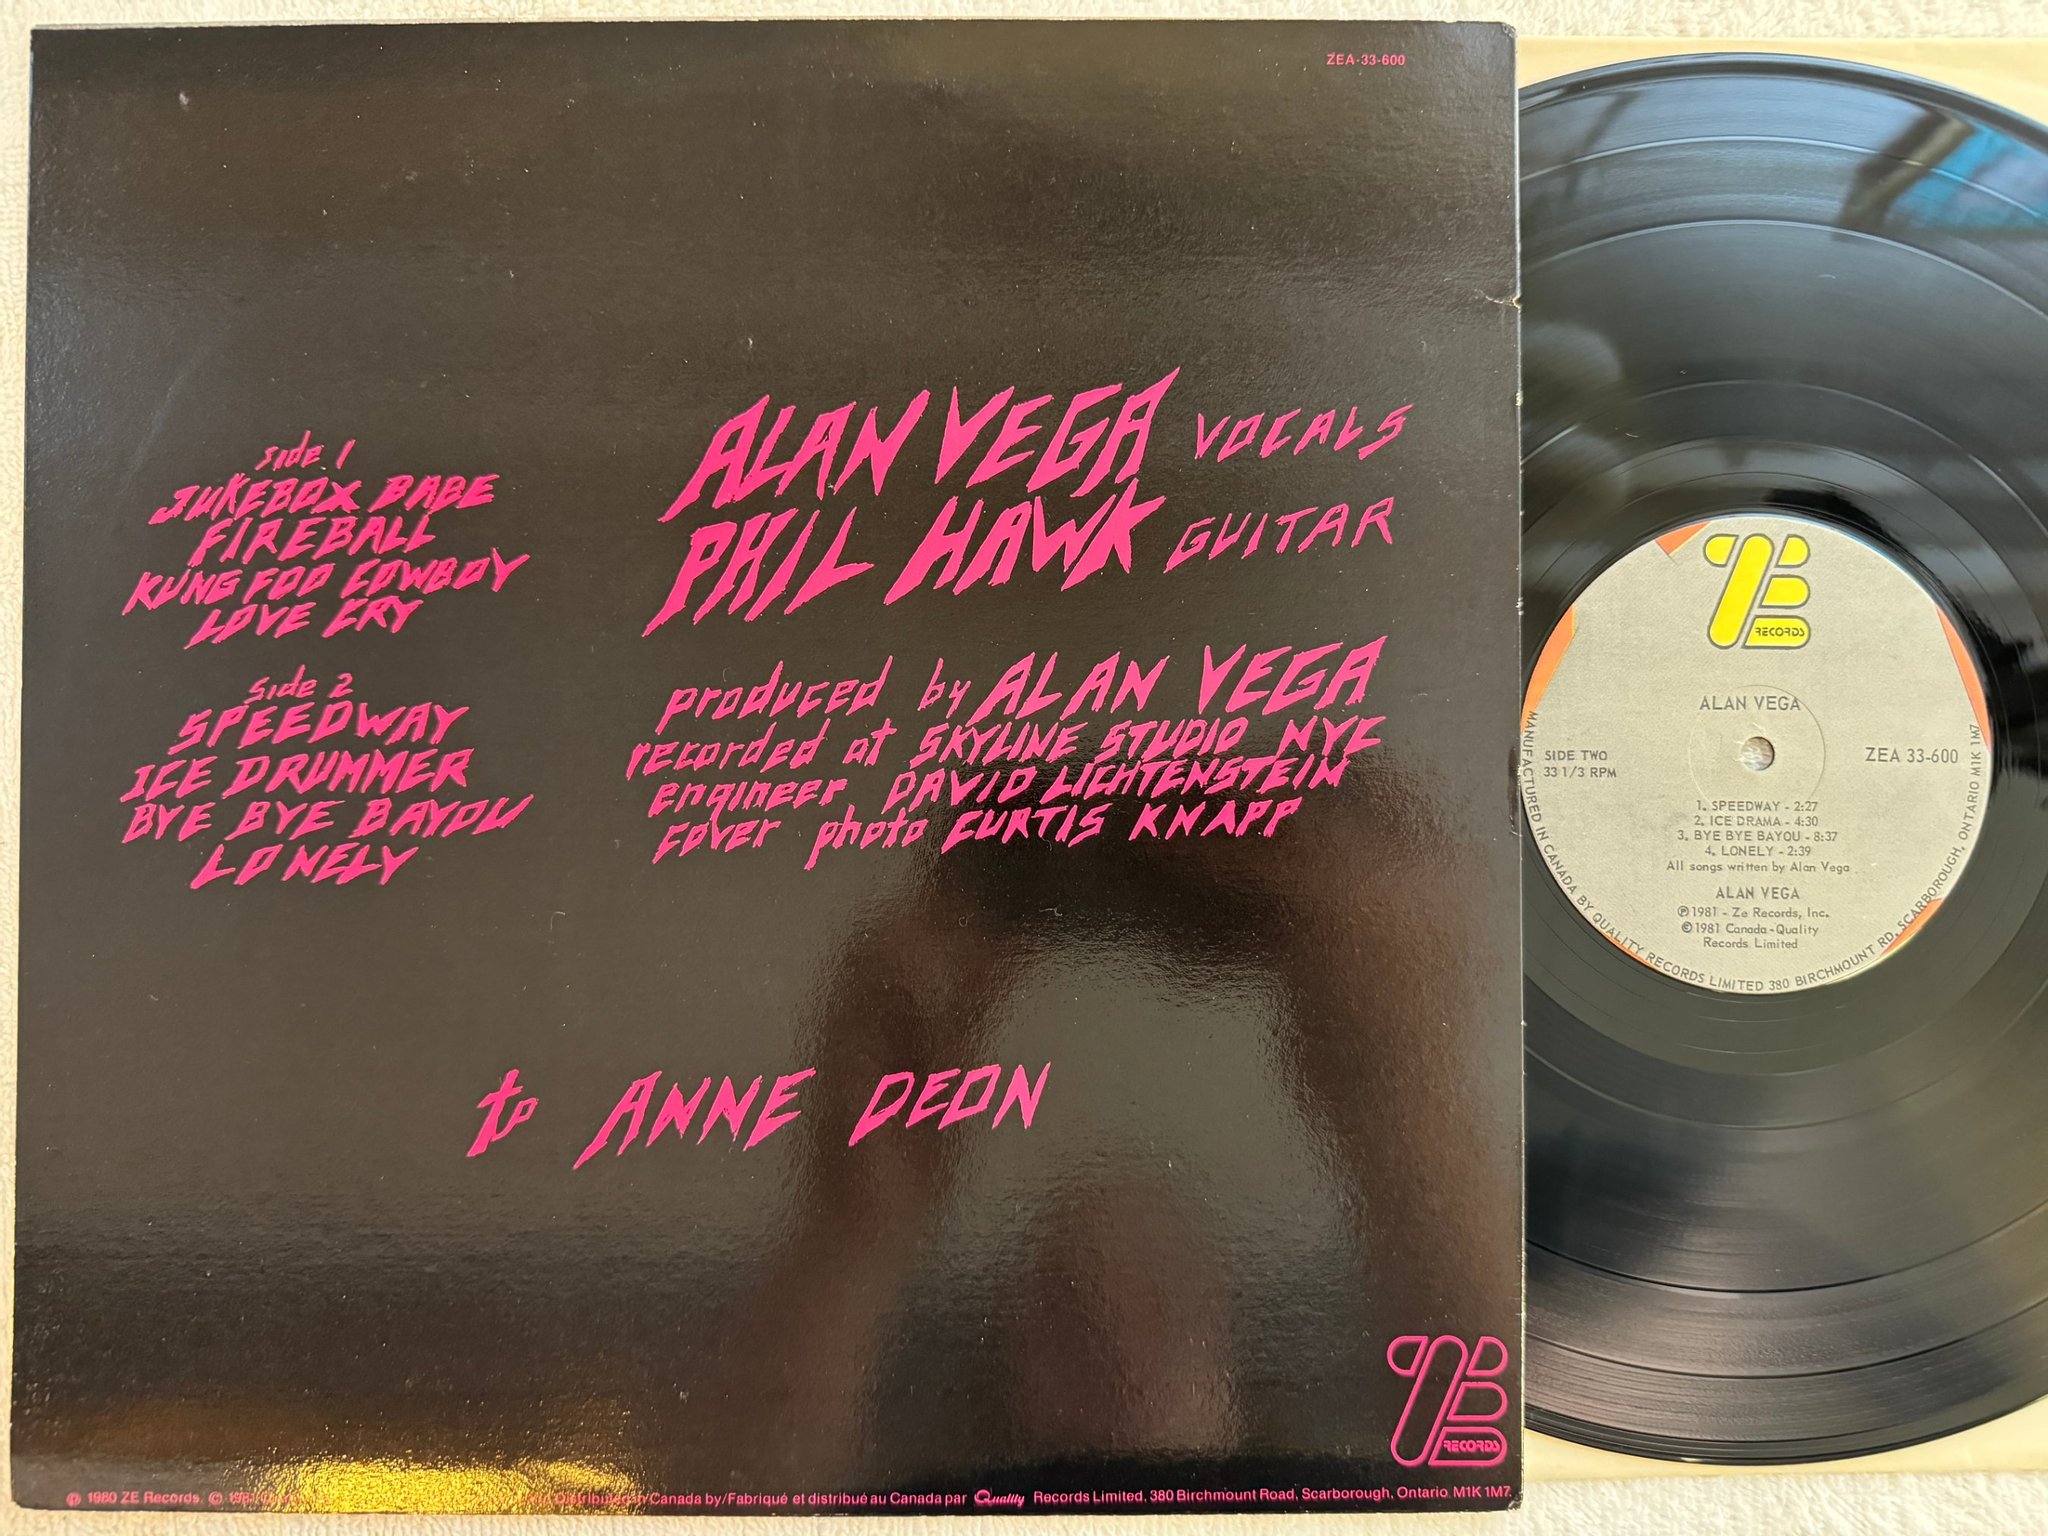 ZEA-33-600
side 1
JUKEBOX BABE
FIREBALL
KUNG FOO COWBOY
LOVE CRY
side 2
SPEEDWAY
ICE DRUMMER
BYE BYE BAYOU
LONELY
ALAN VEGA VOCALS
PHIL HAWK GUITAR
produced by ALAN VEGA
recorded at SKYLINE STUDIO NYC
engineer DAVID LICHTENSTEIN
cover photo CURTIS KNAPP
to ANNE DEON
RECORDS
℗ 1980 ZE Records. © 1981 Distributed in Canada by/Fabriqué et distribué au Canada par Quality Records Limited, 380 Birchmount Road, Scarborough, Ontario M1K 1M7.
RECORDS
ALAN VEGA
SIDE TWO
33 1/3 RPM
ZEA 33-600
1. SPEEDWAY - 2:27
2. ICE DRAMA - 4:30
3. BYE BYE BAYOU - 8:37
4. LONELY - 2:39
All songs written by Alan Vega
ALAN VEGA
℗1981 - Ze Records, Inc.
©1981 Canada-Quality
Records Limited
MANUFACTURED IN CANADA BY QUALITY RECORDS LIMITED 380 BIRCHMOUNT RD. SCARBOROUGH, ONTARIO M1K 1M7